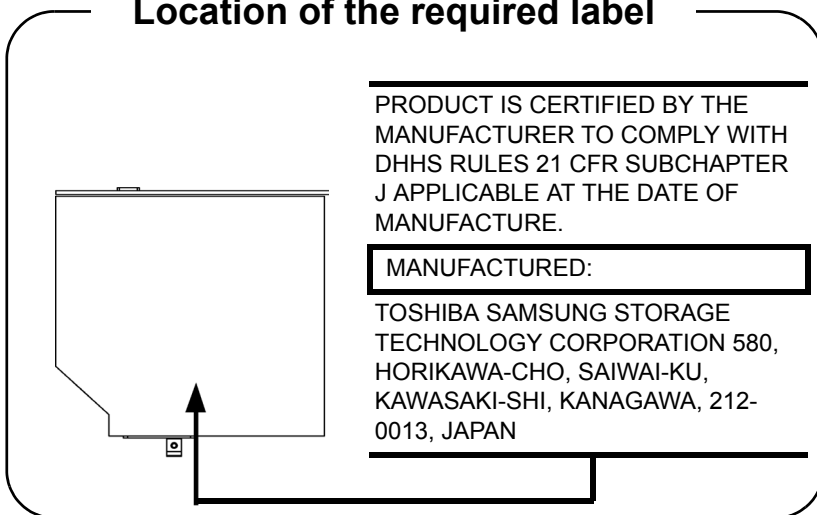 Location of the required label
PRODUCT IS CERTIFIED BY THE
MANUFACTURER TO COMPLY WITH
DHHS RULES 21 CFR SUBCHAPTER
J APPLICABLE AT THE DATE OF
MANUFACTURE.
MANUFACTURED:
TOSHIBA SAMSUNG STORAGE
TECHNOLOGY CORPORATION 580,
HORIKAWA-CHO, SAIWAI-KU,
KAWASAKI-SHI, KANAGAWA, 212-
0013, JAPAN